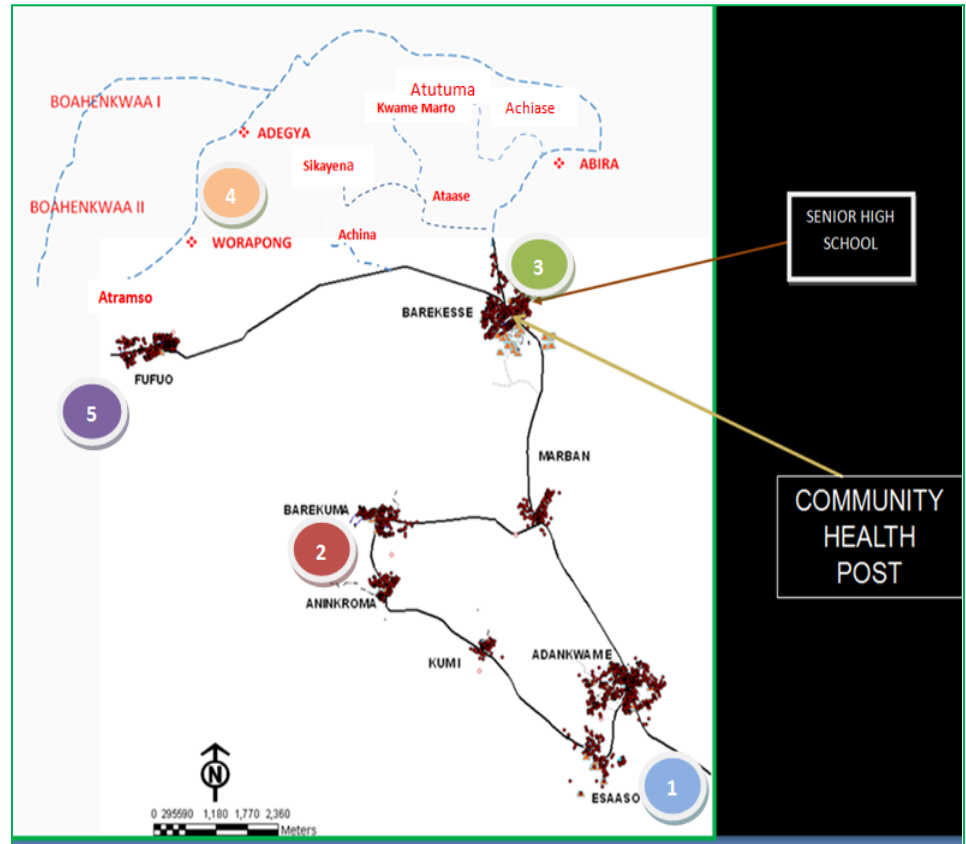 Atutuma
BOAHENKWAA I
Kwame Marfo
Achiase
ADEGYA
Sikayena
ABIRA
4
Ataase
BOAHENKWAA II
SENIOR HIGH
SCHOOL
WORAPONG
Achina
3
Atramso
BAREKESSE
FUFUO
5
MARBAN
COMMUNITY
HEALTH
POST
BAREKUMA
2
ANINKROMA
KUMI
ADANKWAME
N
1
ESAASO
0 295590 1,180 1,770 2,360
Meters